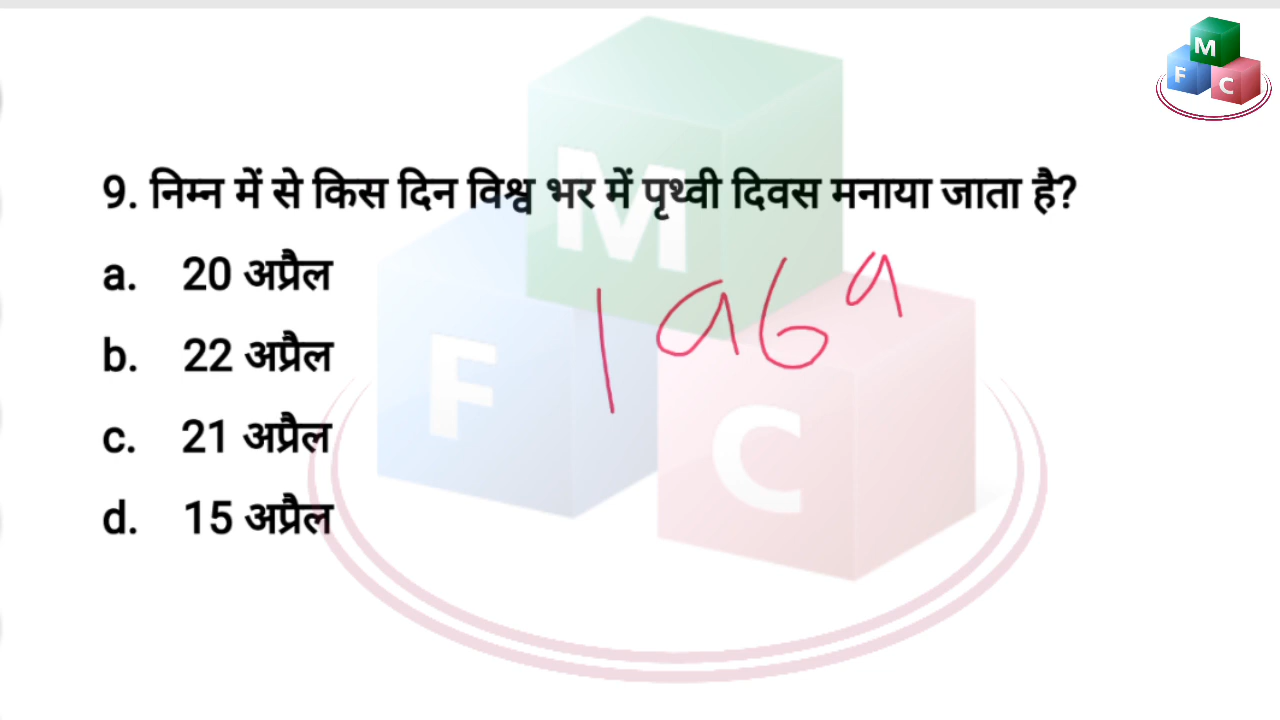 M
F C
9. निम्न में से किस दिन विश्व भर में पृथ्वी दिवस मनाया जाता है?
a. 20 अप्रैल
1969
b. 22 अप्रैल
c. 21 अप्रैल
d. 15 अप्रैल
M
F
C